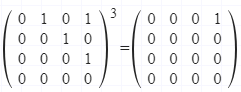 ( 0 1 0 1 )³ = ( 0 0 0 1 )
( 0 0 1 0 ) ( 0 0 0 0 )
( 0 0 0 1 ) ( 0 0 0 0 )
( 0 0 0 0 ) ( 0 0 0 0 )